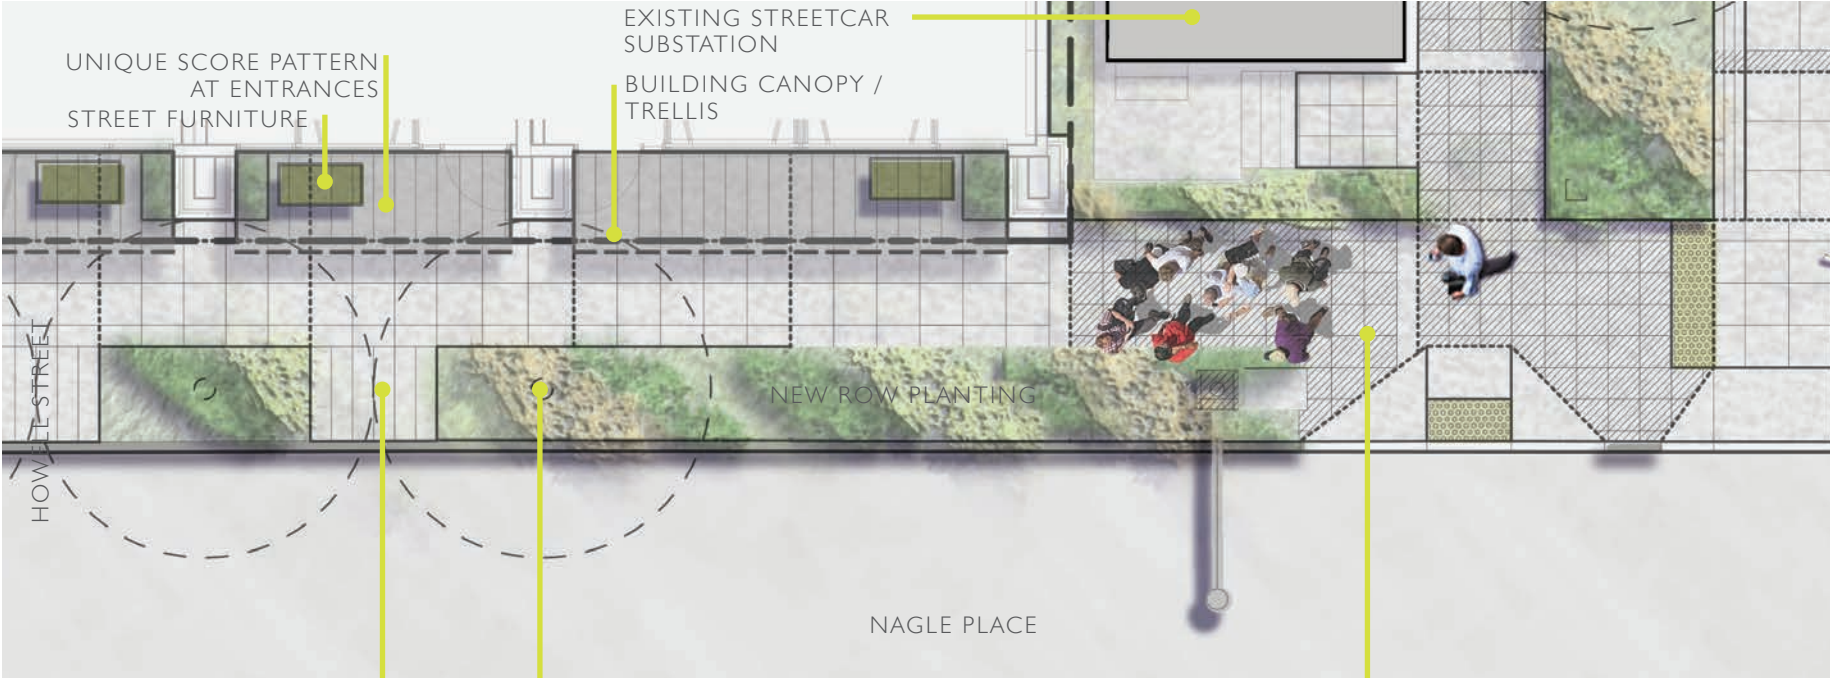 EXISTING STREETCAR
SUBSTATION
UNIQUE SCORE PATTERN
AT ENTRANCES
BUILDING CANOPY /
TRELLIS
STREET FURNITURE
HOWELL STREET
NEW ROW PLANTING
NAGLE PLACE